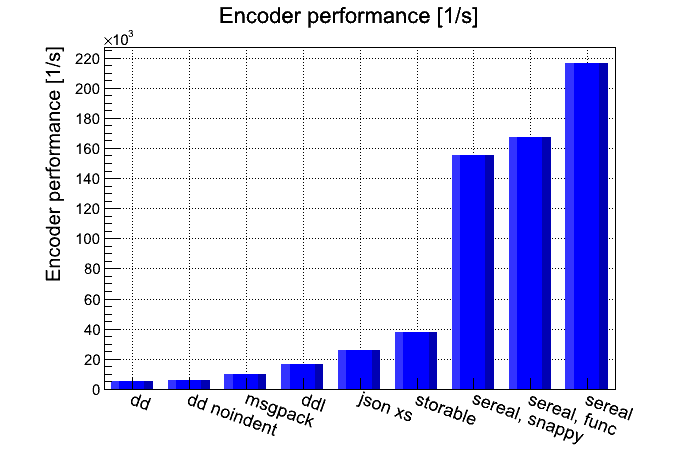 Encoder performance [1/s]
×10³
Encoder performance [1/s]
220
200
180
160
140
120
100
80
60
40
20
0
dd
dd noindent
msgpack
ddl
json xs
storable
sereal, snappy
sereal, func
sereal